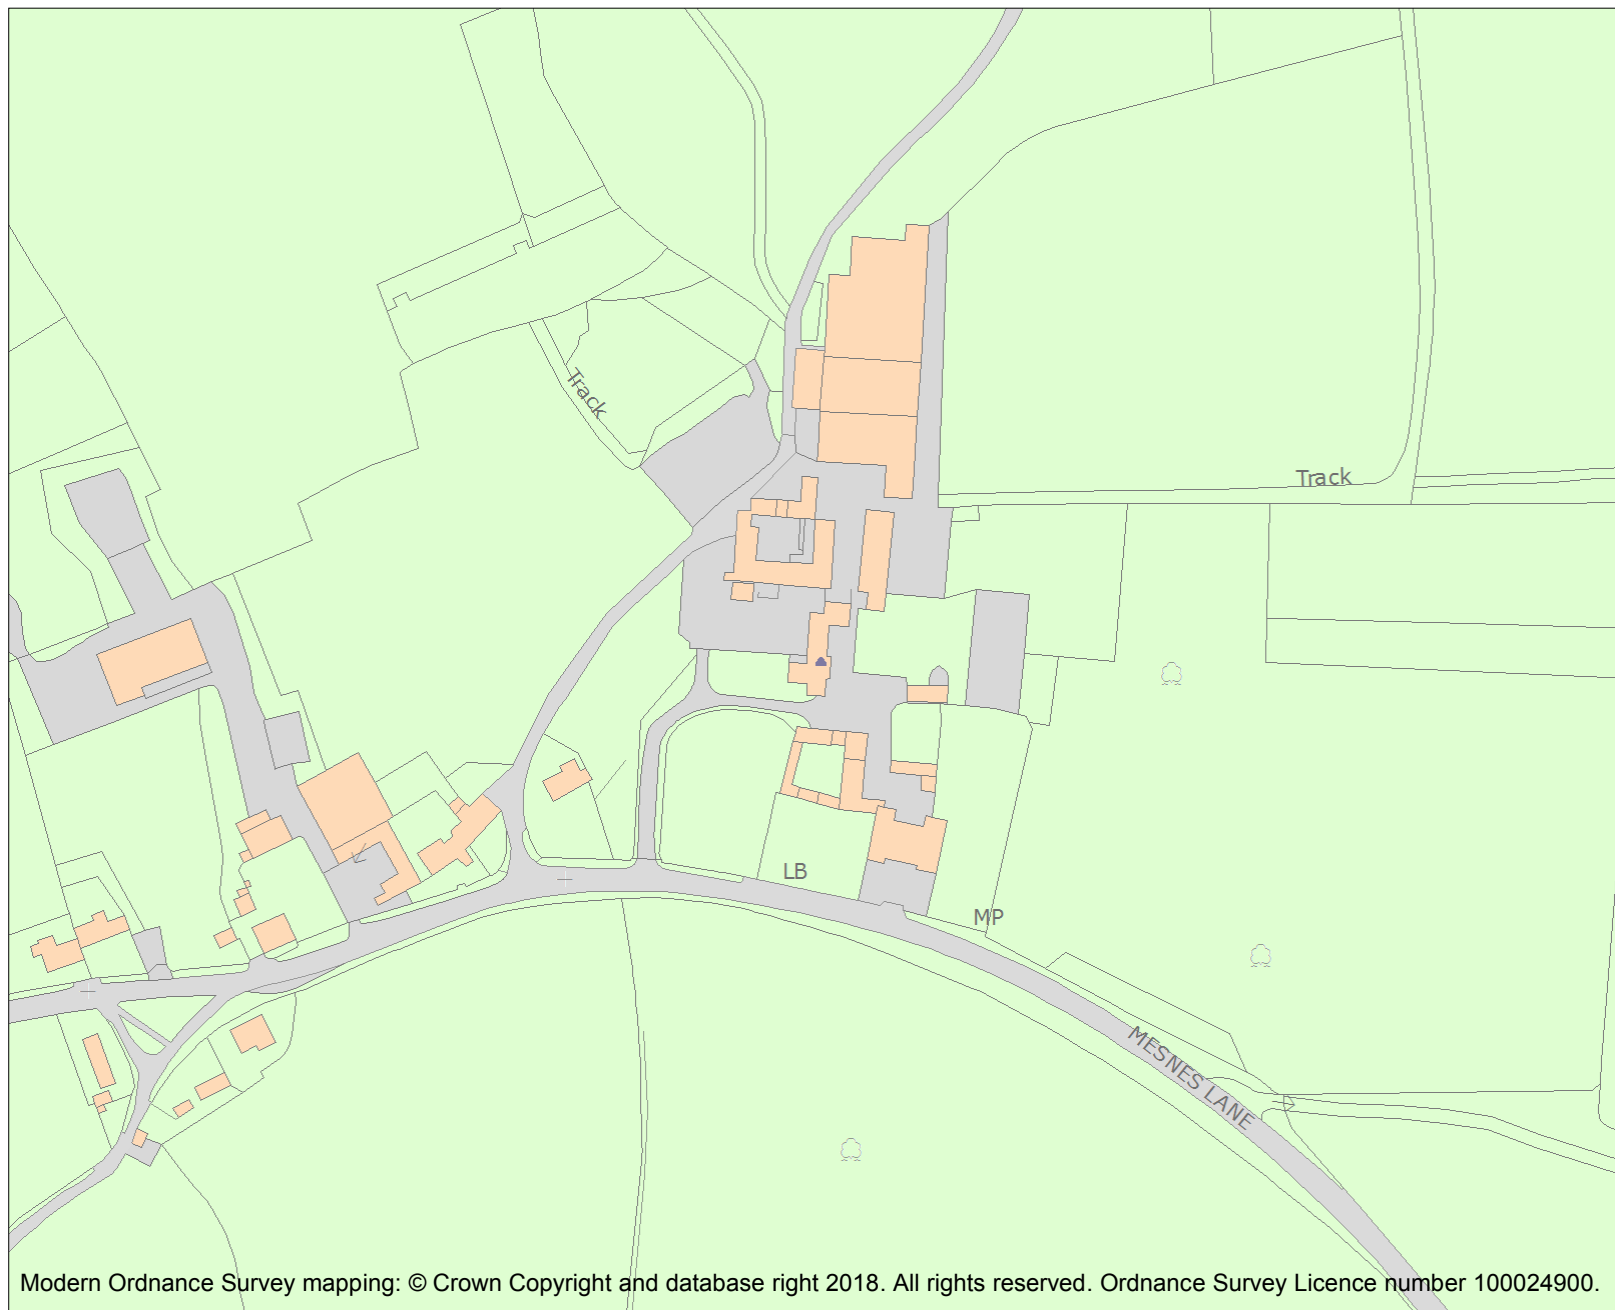 Track
Track
LB
MP
MESNES LANE
Modern Ordnance Survey mapping: © Crown Copyright and database right 2018. All rights reserved. Ordnance Survey Licence number 100024900.